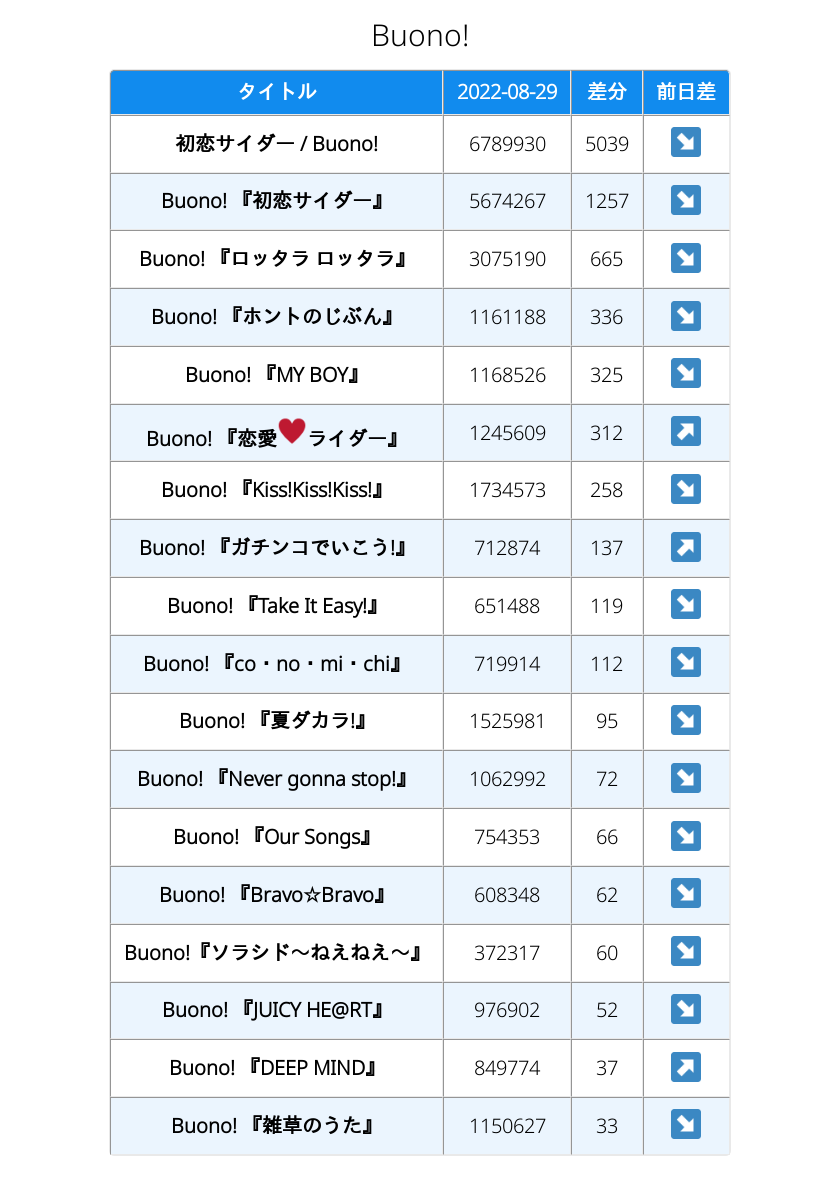 Buono!
タイトル 2022-08-29 差分 前日差
初恋サイダー / Buono! 6789930 5039 ↘
Buono! 『初恋サイダー』 5674267 1257 ↘
Buono! 『ロッタラ ロッタラ』 3075190 665 ↘
Buono! 『ホントのじぶん』 1161188 336 ↘
Buono! 『MY BOY』 1168526 325 ↘
Buono! 『恋愛♥ライダー』 1245609 312 ↗
Buono! 『Kiss!Kiss!Kiss!』 1734573 258 ↘
Buono! 『ガチンコでいこう!』 712874 137 ↗
Buono! 『Take It Easy!』 651488 119 ↘
Buono! 『co・no・mi・chi』 719914 112 ↘
Buono! 『夏ダカラ!』 1525981 95 ↘
Buono! 『Never gonna stop!』 1062992 72 ↘
Buono! 『Our Songs』 754353 66 ↘
Buono! 『Bravo☆Bravo』 608348 62 ↘
Buono!『ソラシド～ねえねえ～』 372317 60 ↘
Buono! 『JUICY HE@RT』 976902 52 ↘
Buono! 『DEEP MIND』 849774 37 ↗
Buono! 『雑草のうた』 1150627 33 ↘